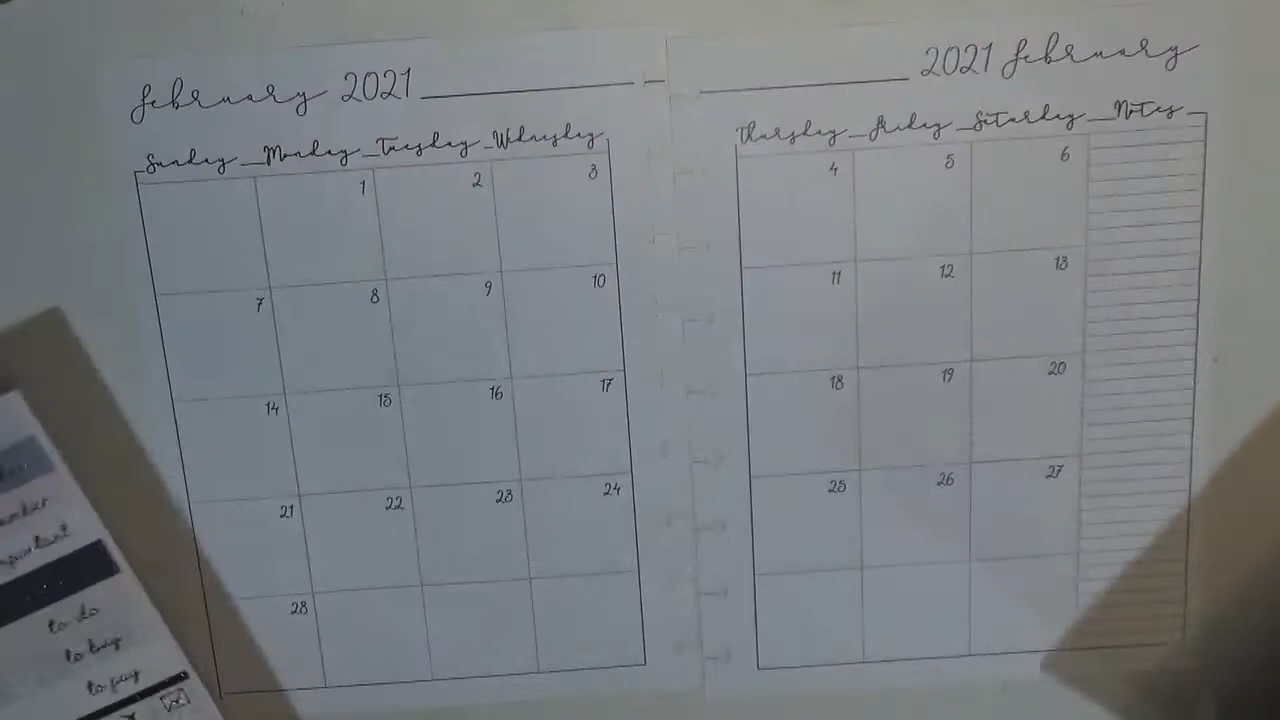 february 2021
2021 february
Sunday Monday Tuesday Wednesday
Thursday Friday Saturday Notes
1 2 3
4 5 6
7 8 9 10
11 12 13
14 15 16 17
18 19 20
21 22 23 24
25 26 27
28
to do
to buy
to pay